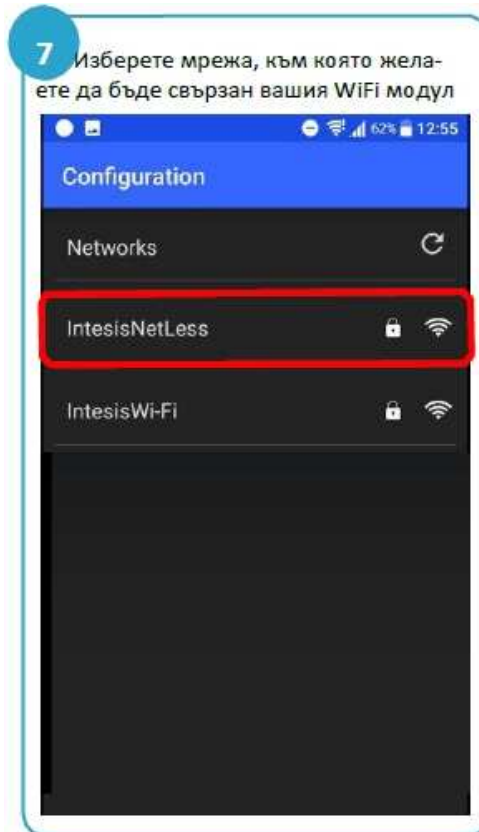 7
Изберете мрежа, към която жела-
ете да бъде свързан вашия WiFi модул
62% 12:55
Configuration
Networks
IntesisNetLess
IntesisWi-Fi